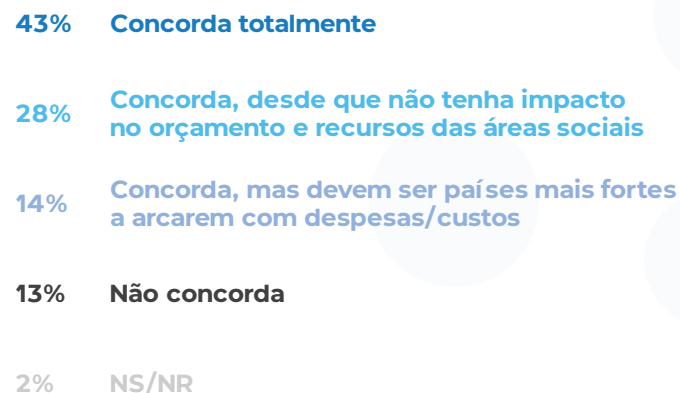 43% Concorda totalmente
28% Concorda, desde que não tenha impacto
no orçamento e recursos das áreas sociais
14% Concorda, mas devem ser países mais fortes
a arcarem com despesas/custos
13% Não concorda
2% NS/NR